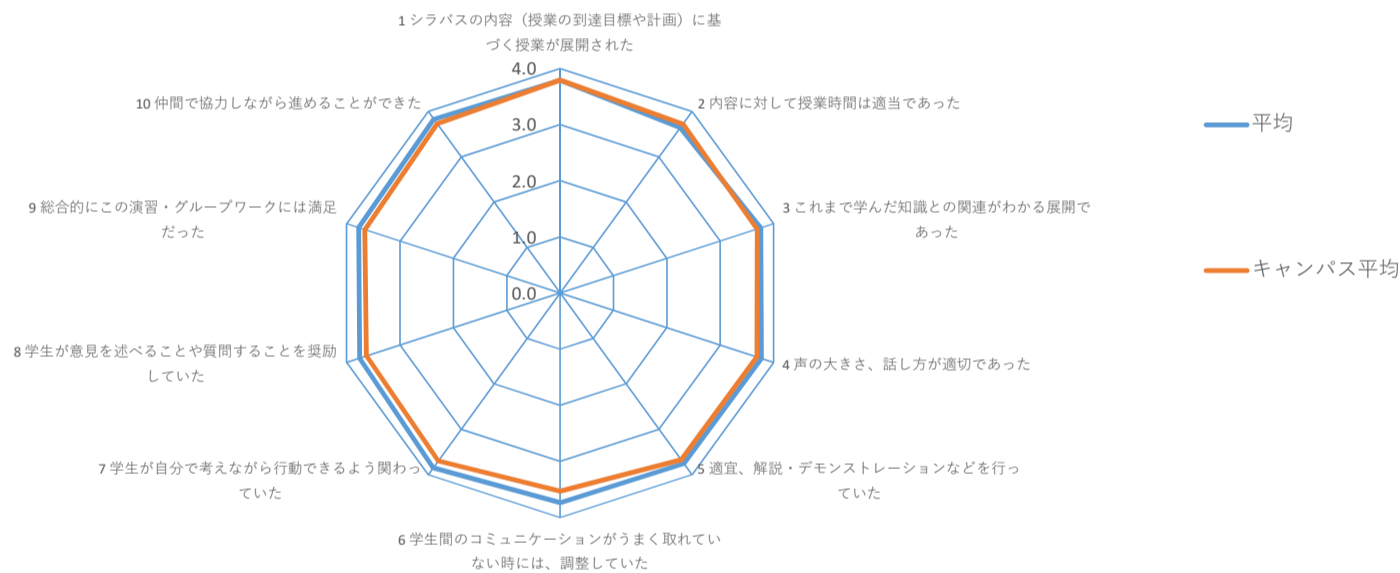 1 シラバスの内容（授業の到達目標や計画）に基
づく授業が展開された
4.0
10 仲間で協力しながら進めることができた
2 内容に対して授業時間は適当であった
平均
3.0
2.0
9 総合的にこの演習・グループワークには満足
だった
3 これまで学んだ知識との関連がわかる展開で
あった
1.0
キャンパス平均
0.0
8 学生が意見を述べることや質問することを奨励
していた
4 声の大きさ、話し方が適切であった
7 学生が自分で考えながら行動できるよう関わっ
ていた
5 適宜、解説・デモンストレーションなどを行っ
ていた
6 学生間のコミュニケーションがうまく取れてい
ない時には、調整していた